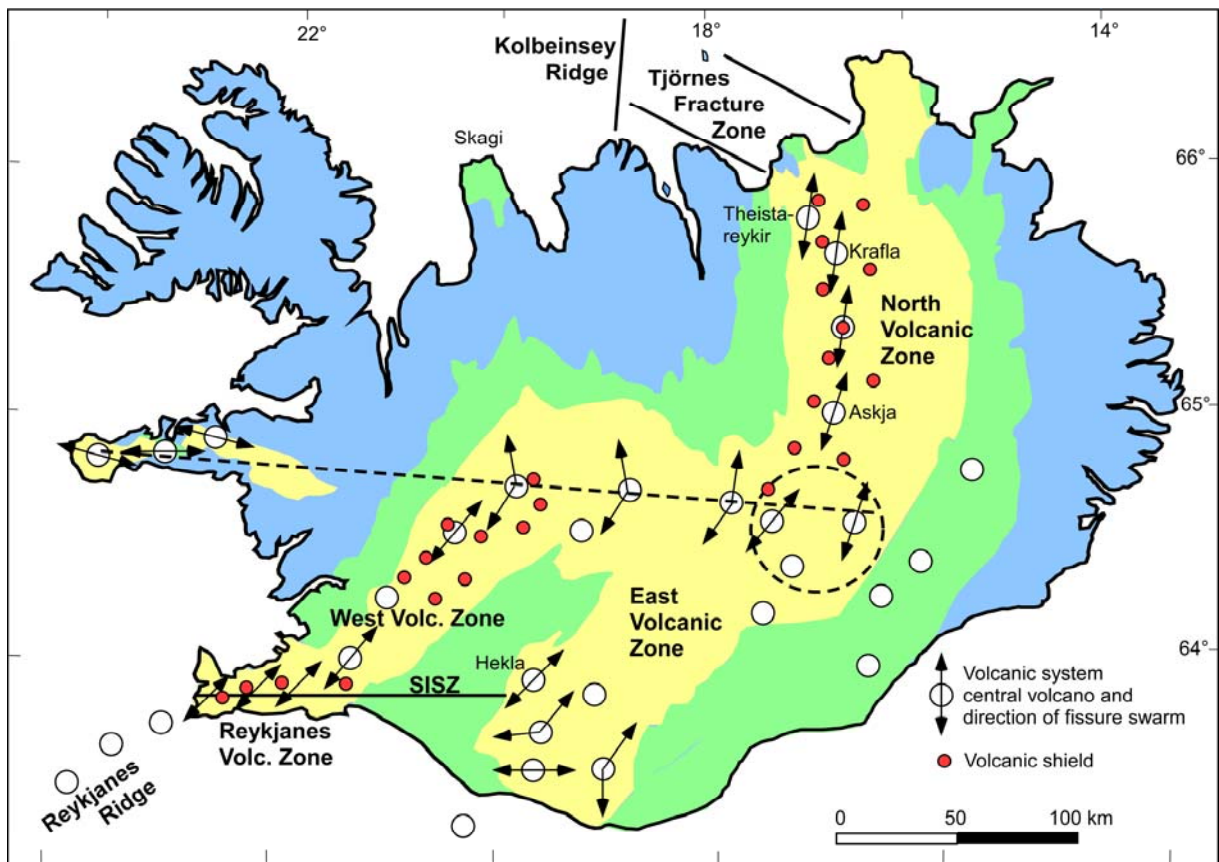 22°
18°
14°
Kolbeinsey
Ridge
Tjörnes
Fracture
Zone
Skagi
66°
Theista-
reykir
Krafla
North
Volcanic
Zone
65°
Askja
East
Volcanic
Zone
West Volc. Zone
64°
Hekla
SISZ
Reykjanes
Volc. Zone
Reykjanes
Ridge
Volcanic system
central volcano and
direction of fissure swarm
Volcanic shield
0 50 100 km